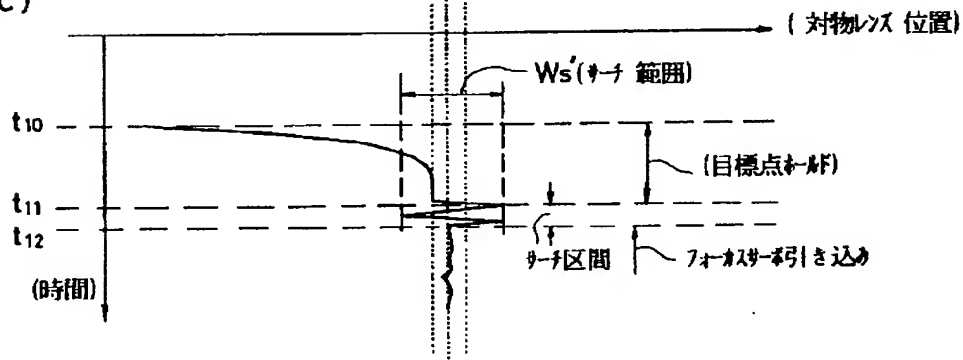 C)
(対物レンズ 位置)
Ws'(サーチ 範囲)
t10
(目標点ホールド)
t11
t12
サーチ区間
フォーカスサーボ引き込み
(時間)